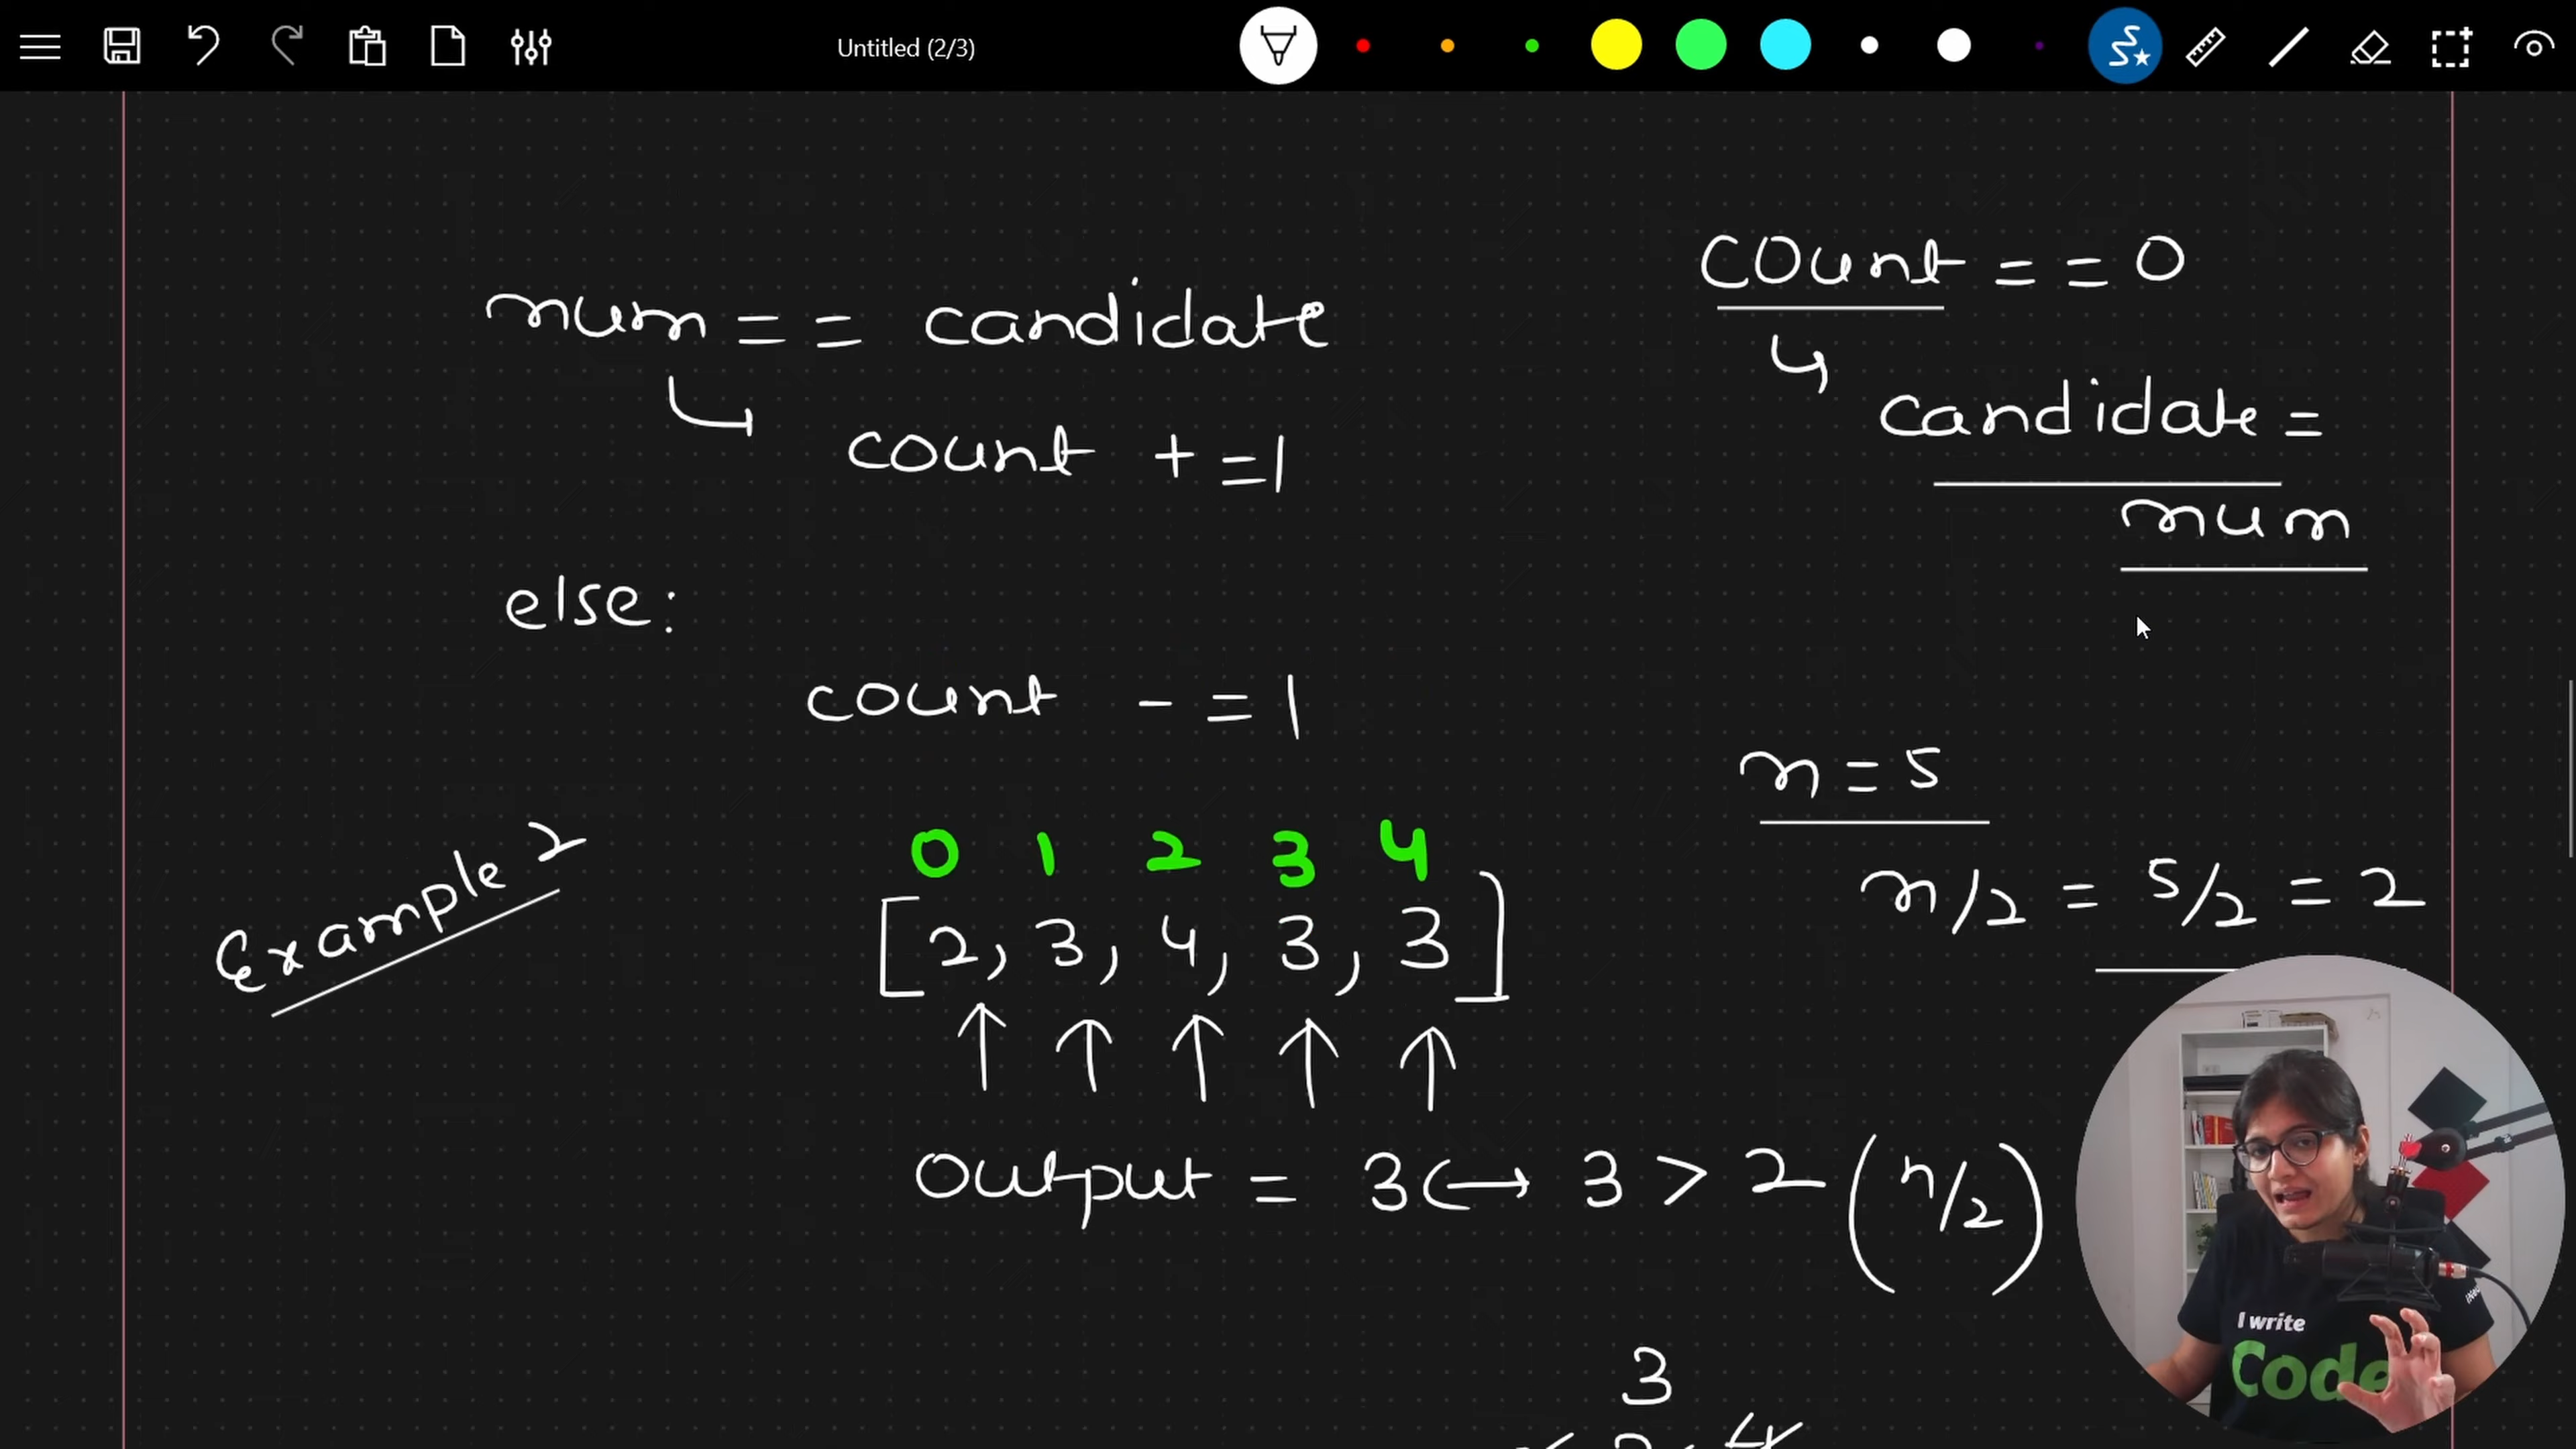 Untitled (2/3)
count == 0
num == candidate
candidate =
count +=1
num
else:
count -=1
n = 5
Example 2
0 1 2 3 4
n/2 = 5/2 = 2
[2, 3, 4, 3, 3]
Output = 3 → 3 > 2 (n/2)
I write
Code
3